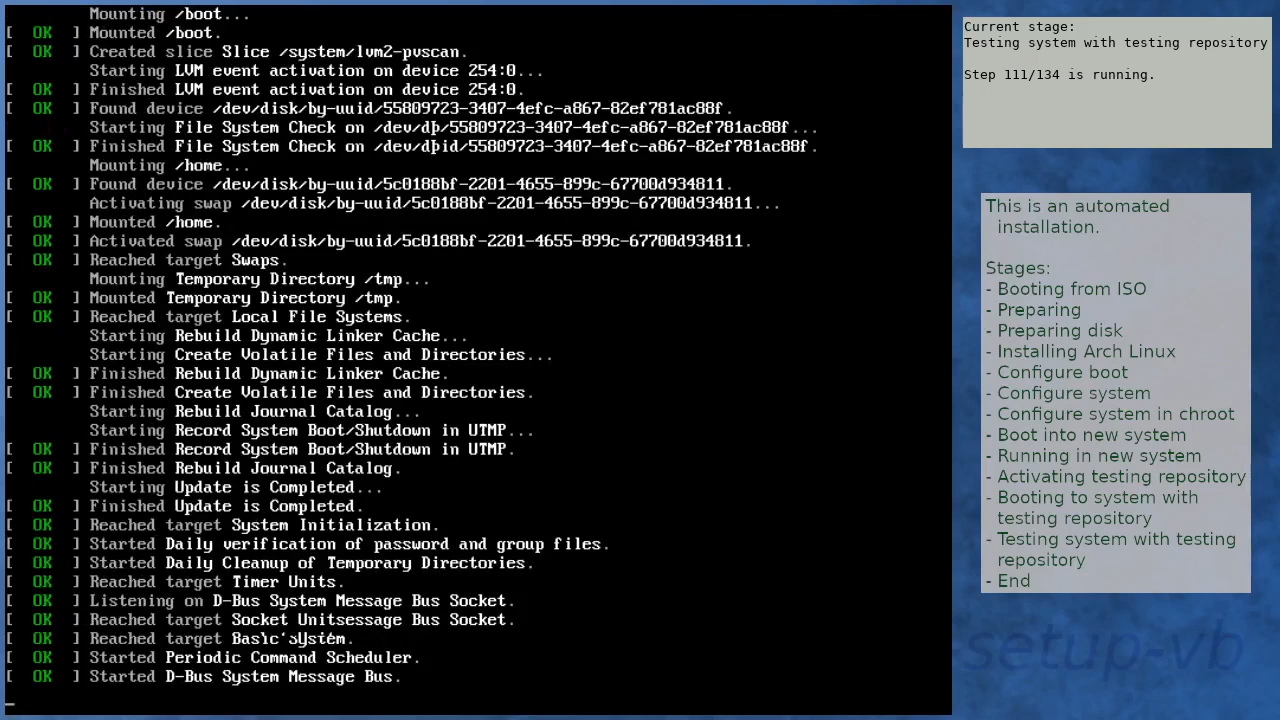 Mounting /boot...
[  OK  ] Mounted /boot.
[  OK  ] Created slice Slice /system/lvm2-pvscan.
Starting LVM event activation on device 254:0...
[  OK  ] Finished LVM event activation on device 254:0.
[  OK  ] Found device /dev/disk/by-uuid/55809723-3407-4efc-a867-82ef781ac88f.
Starting File System Check on /dev/dþ/55809723-3407-4efc-a867-82ef781ac88f...
[  OK  ] Finished File System Check on /dev/dþid/55809723-3407-4efc-a867-82ef781ac88f.
Mounting /home...
[  OK  ] Found device /dev/disk/by-uuid/5c0188bf-2201-4655-899c-67700d934811.
Activating swap /dev/disk/by-uuid/5c0188bf-2201-4655-899c-67700d934811...
[  OK  ] Mounted /home.
[  OK  ] Activated swap /dev/disk/by-uuid/5c0188bf-2201-4655-899c-67700d934811.
[  OK  ] Reached target Swaps.
Mounting Temporary Directory /tmp...
[  OK  ] Mounted Temporary Directory /tmp.
[  OK  ] Reached target Local File Systems.
Starting Rebuild Dynamic Linker Cache...
Starting Create Volatile Files and Directories...
[  OK  ] Finished Rebuild Dynamic Linker Cache.
[  OK  ] Finished Create Volatile Files and Directories.
Starting Rebuild Journal Catalog...
Starting Record System Boot/Shutdown in UTMP...
[  OK  ] Finished Record System Boot/Shutdown in UTMP.
[  OK  ] Finished Rebuild Journal Catalog.
Starting Update is Completed...
[  OK  ] Finished Update is Completed.
[  OK  ] Reached target System Initialization.
[  OK  ] Started Daily verification of password and group files.
[  OK  ] Started Daily Cleanup of Temporary Directories.
[  OK  ] Reached target Timer Units.
[  OK  ] Listening on D-Bus System Message Bus Socket.
[  OK  ] Reached target Socket Unitsessage Bus Socket.
[  OK  ] Reached target
[  OK  ] Started Periodic Command Scheduler.
[  OK  ] Started D-Bus System Message Bus.
Current stage:
Testing system with testing repository
Step 111/134 is running.
This is an automated
installation.
Stages:
- Booting from ISO
- Preparing
- Preparing disk
- Installing Arch Linux
- Configure boot
- Configure system
- Configure system in chroot
- Boot into new system
- Running in new system
- Activating testing repository
- Booting to system with
testing repository
- Testing system with testing
repository
- End
setup-vb